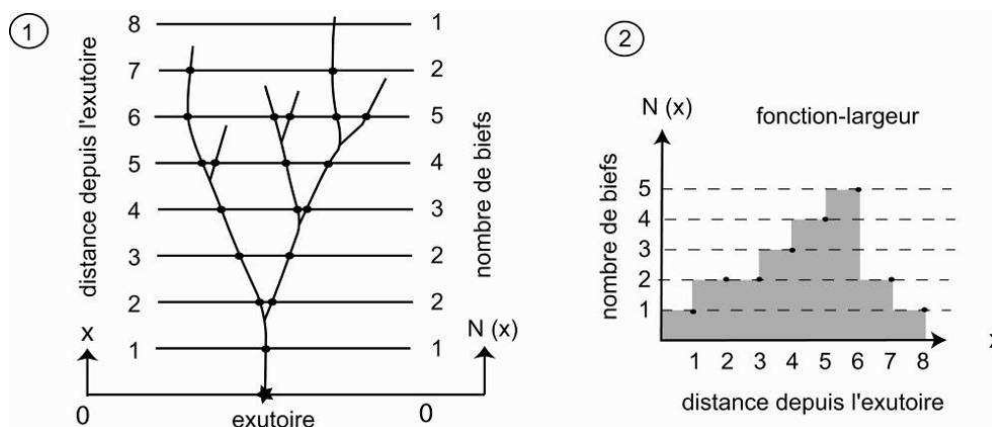 1
distance depuis l'exutoire
nombre de biefs
8 1
7 2
6 5
5 4
4 3
3 2
2 2
1 1
x
N (x)
0
exutoire
0
2
N (x)
fonction-largeur
nombre de biefs
5
4
3
2
1
1 2 3 4 5 6 7 8
x
distance depuis l'exutoire